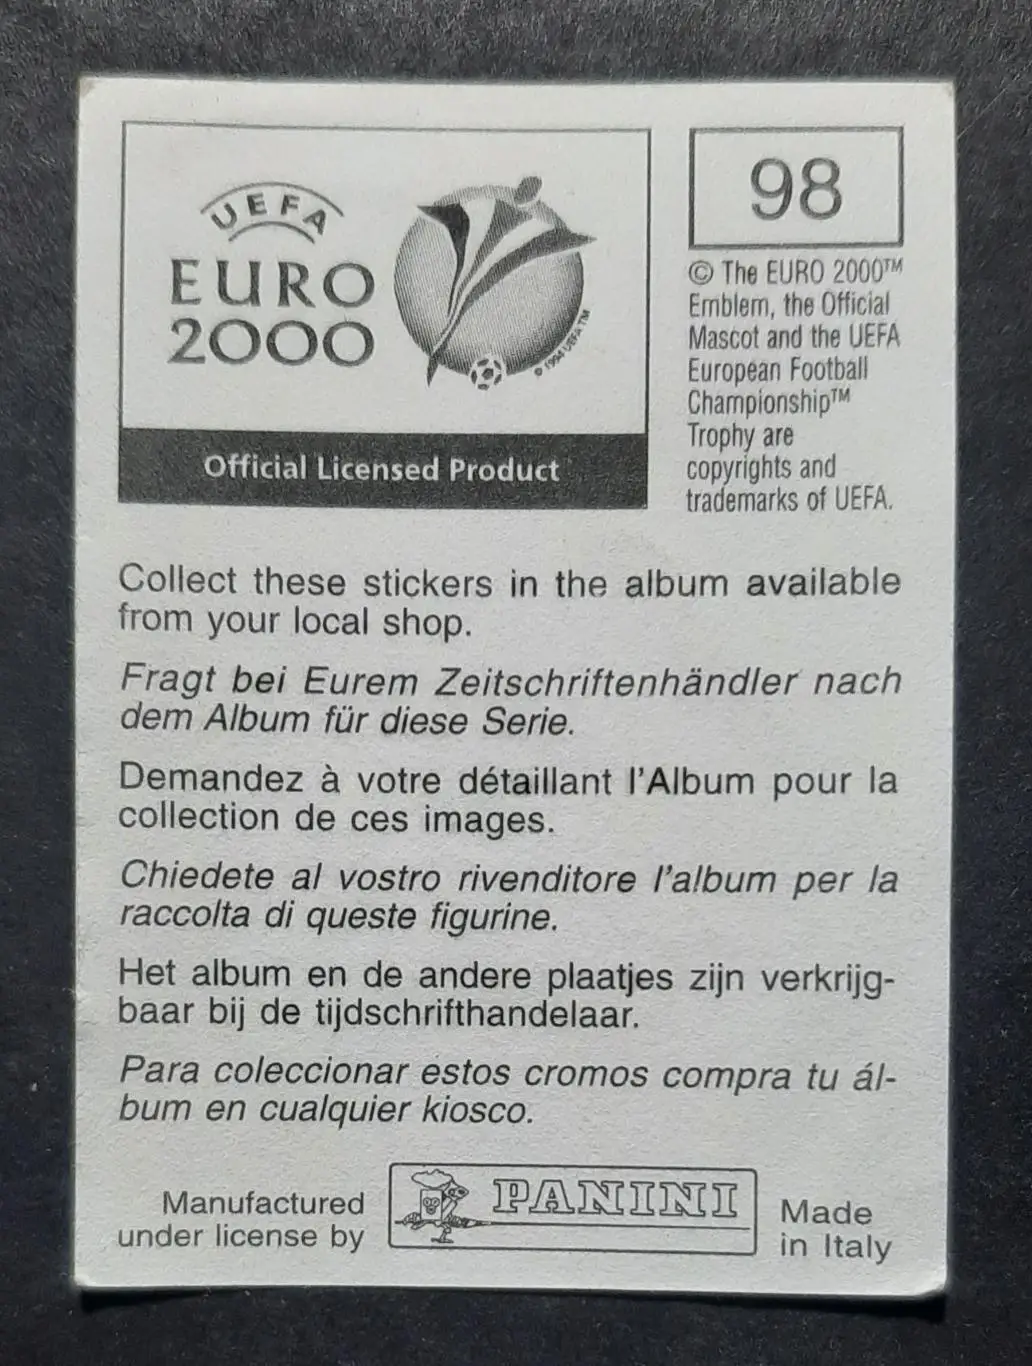 UEFA
EURO
2000
© 1994 UEFA TM
Official Licensed Product
98
© The EURO 2000™
Emblem, the Official
Mascot and the UEFA
European Football
Championship™
Trophy are
copyrights and
trademarks of UEFA.
Collect these stickers in the album available
from your local shop.
Fragt bei Eurem Zeitschriftenhändler nach
dem Album für diese Serie.
Demandez à votre détaillant l'Album pour la
collection de ces images.
Chiedete al vostro rivenditore l'album per la
raccolta di queste figurine.
Het album en de andere plaatjes zijn verkrijg-
baar bij de tijdschrifthandelaar.
Para coleccionar estos cromos compra tu ál-
bum en cualquier kiosco.
Manufactured
under license by
PANINI
Made
in Italy